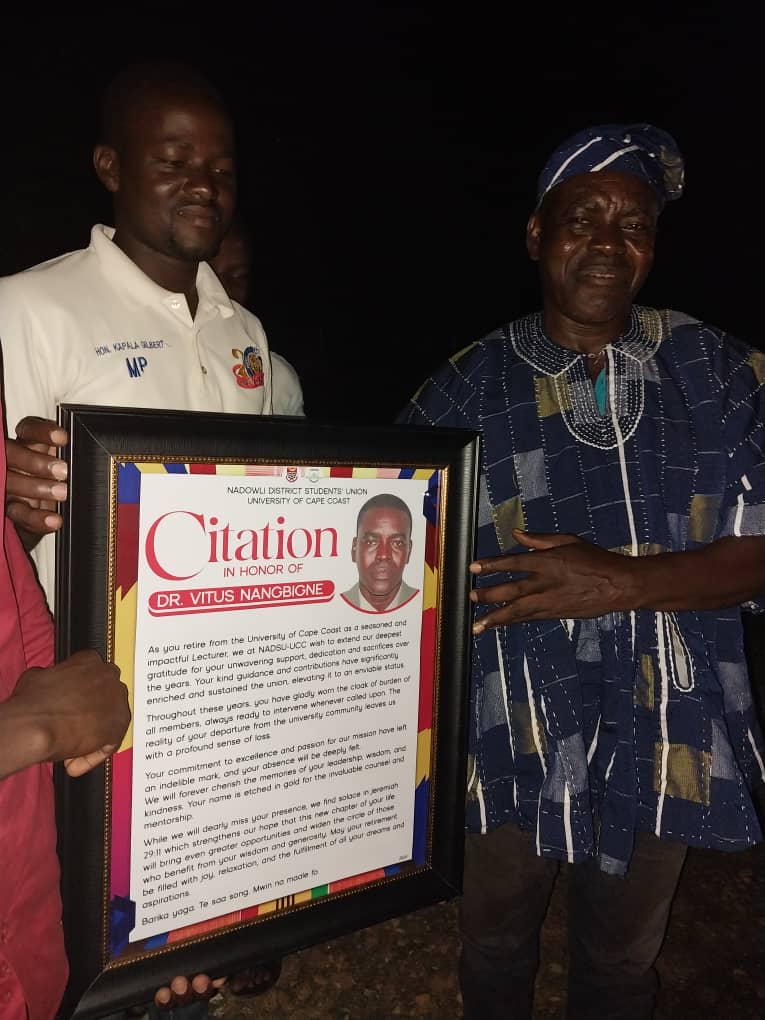 HON. KAPALA GILBERT
MP
NADOWLI DISTRICT STUDENTS' UNION
UNIVERSITY OF CAPE COAST
Citation
IN HONOR OF
DR. VITUS NANGBIGNE
As you retire from the University of Cape Coast as a seasoned and
impactful Lecturer, we at NADSU-UCC wish to extend our deepest
gratitude for your unwavering support, dedication and sacrifices over
the years. Your kind guidance and contributions have significantly
enriched and sustained the union, elevating it to an enviable status.
Throughout these years, you have gladly worn the cloak of burden of
all members, always ready to intervene whenever called upon. The
reality of your departure from the university community leaves us
with a profound sense of loss.
Your commitment to excellence and passion for our mission have left
an indelible mark, and your absence will be deeply felt.
We will forever cherish the memories of your leadership, wisdom, and
kindness. Your name is etched in gold for the invaluable counsel and
mentorship.
While we will dearly miss your presence, we find solace in Jeremiah
29:11 which strengthens our hope that this new chapter of your life
will bring even greater opportunities and widen the circle of those
who benefit from your wisdom and generosity. May your retirement
be filled with joy, relaxation, and the fulfillment of all your dreams and
aspirations.
Barika yaga. Te saa song. Mwin na maale fo